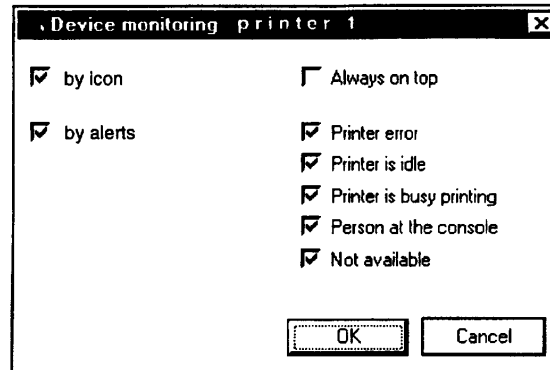 Device monitoring printer 1
by icon
Always on top
by alerts
Printer error
Printer is idle
Printer is busy printing
Person at the console
Not available
OK
Cancel